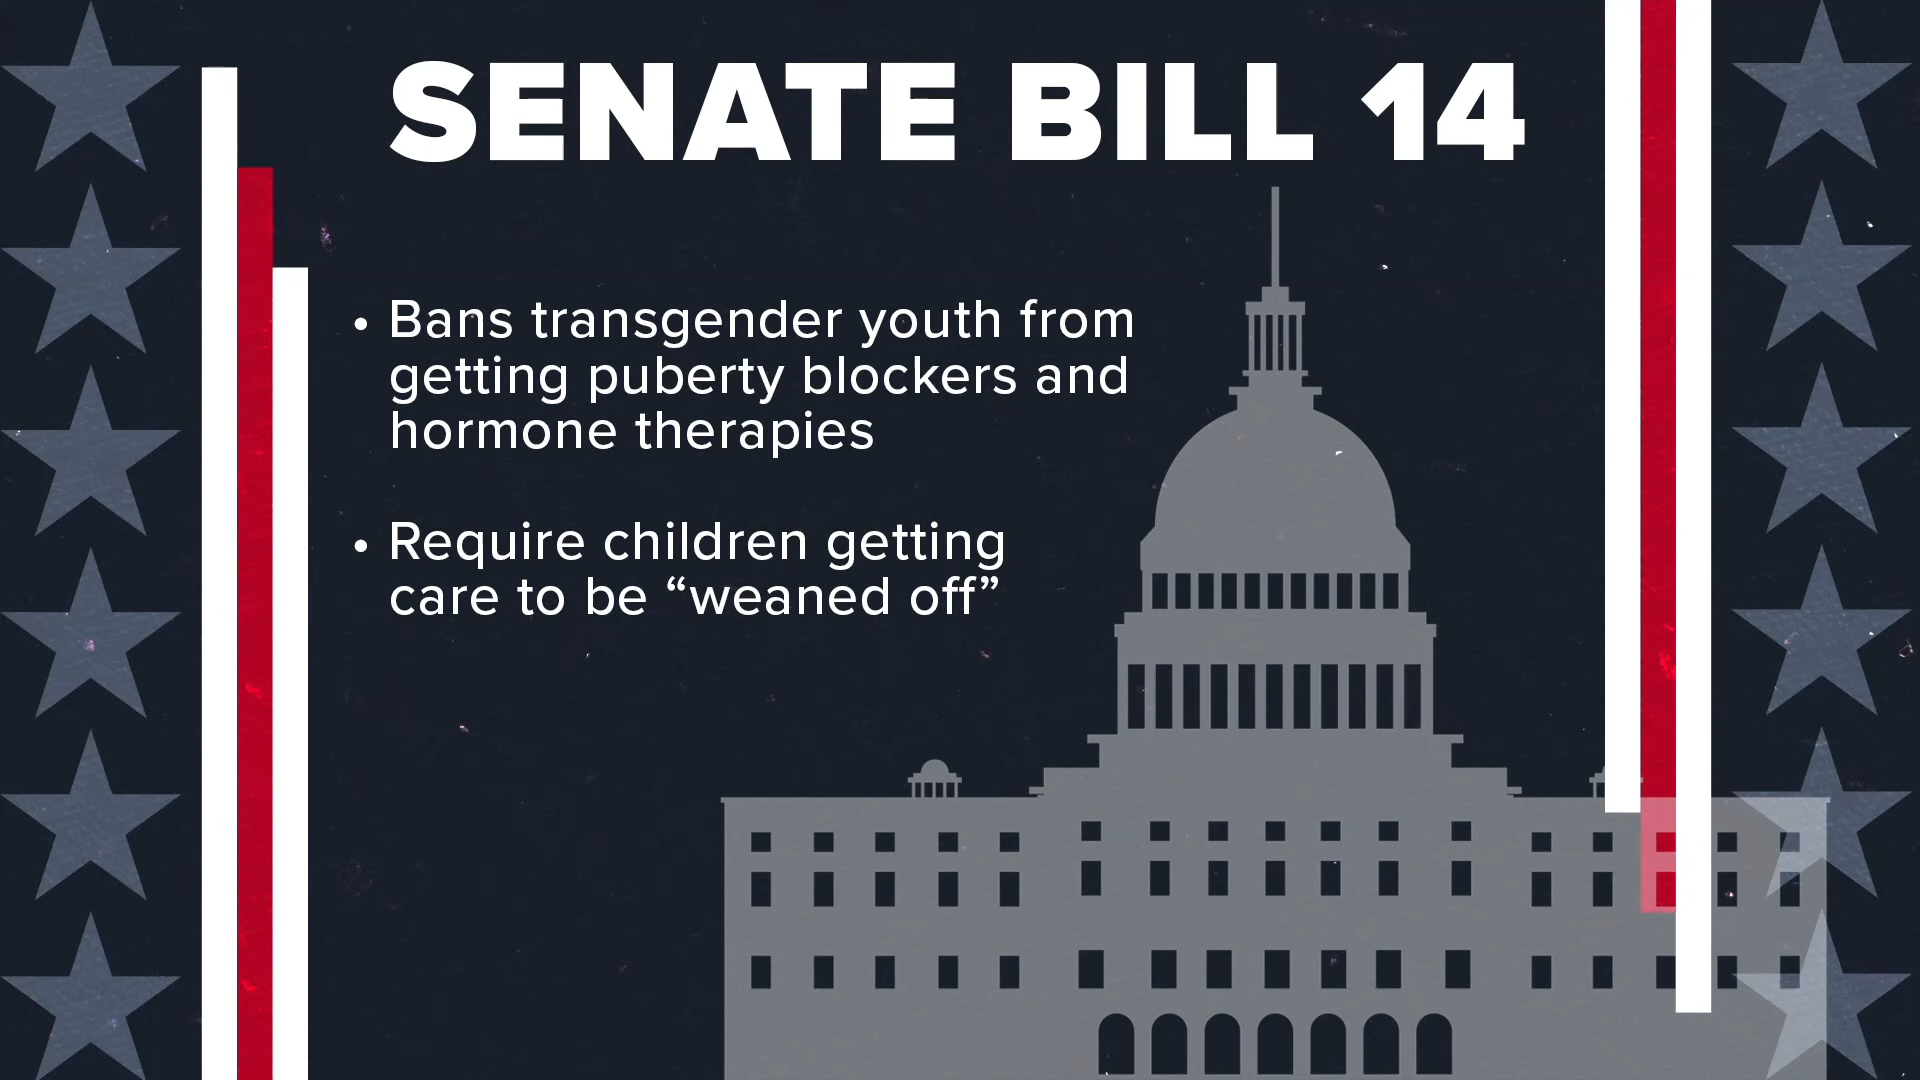 SENATE BILL 14
• Bans transgender youth from
getting puberty blockers and
hormone therapies
• Require children getting
care to be “weaned off”